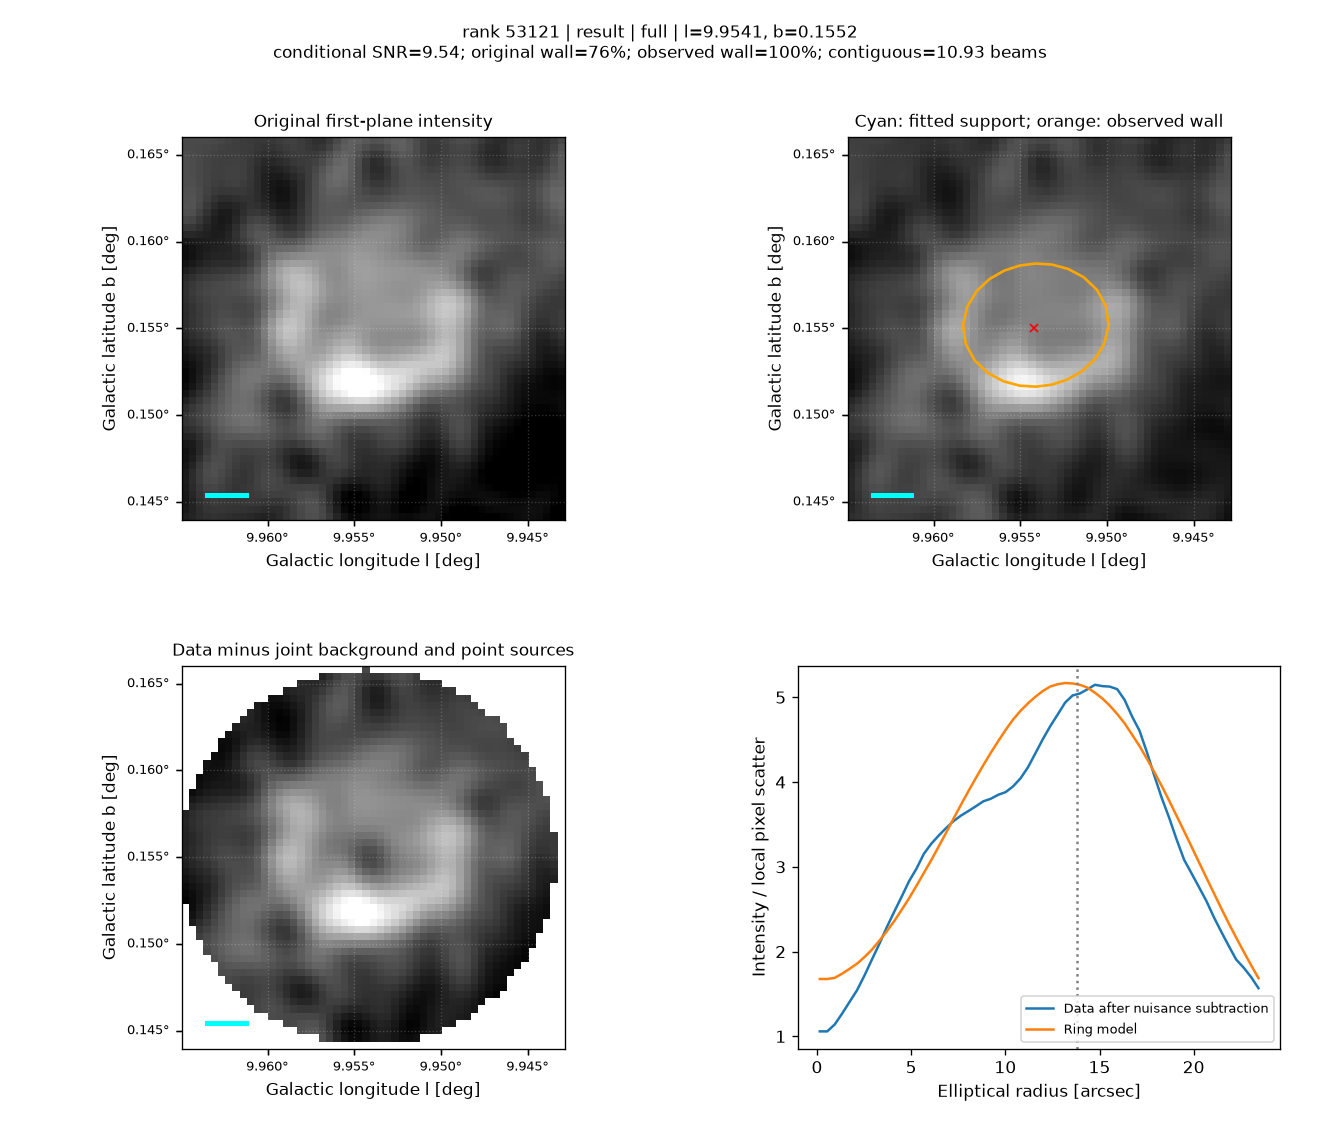 rank 53121 | result | full | l=9.9541, b=0.1552
conditional SNR=9.54; original wall=76%; observed wall=100%; contiguous=10.93 beams
Original first-plane intensity
0.165°
0.160°
0.155°
0.150°
0.145°
Galactic latitude b [deg]
9.960° 9.955° 9.950° 9.945°
Galactic longitude l [deg]
Cyan: fitted support; orange: observed wall
0.165°
0.160°
0.155°
0.150°
0.145°
Galactic latitude b [deg]
9.960° 9.955° 9.950° 9.945°
Galactic longitude l [deg]
Data minus joint background and point sources
0.165°
0.160°
0.155°
0.150°
0.145°
Galactic latitude b [deg]
9.960° 9.955° 9.950° 9.945°
Galactic longitude l [deg]
5
4
3
2
1
Intensity / local pixel scatter
Data after nuisance subtraction
Ring model
0 5 10 15 20
Elliptical radius [arcsec]